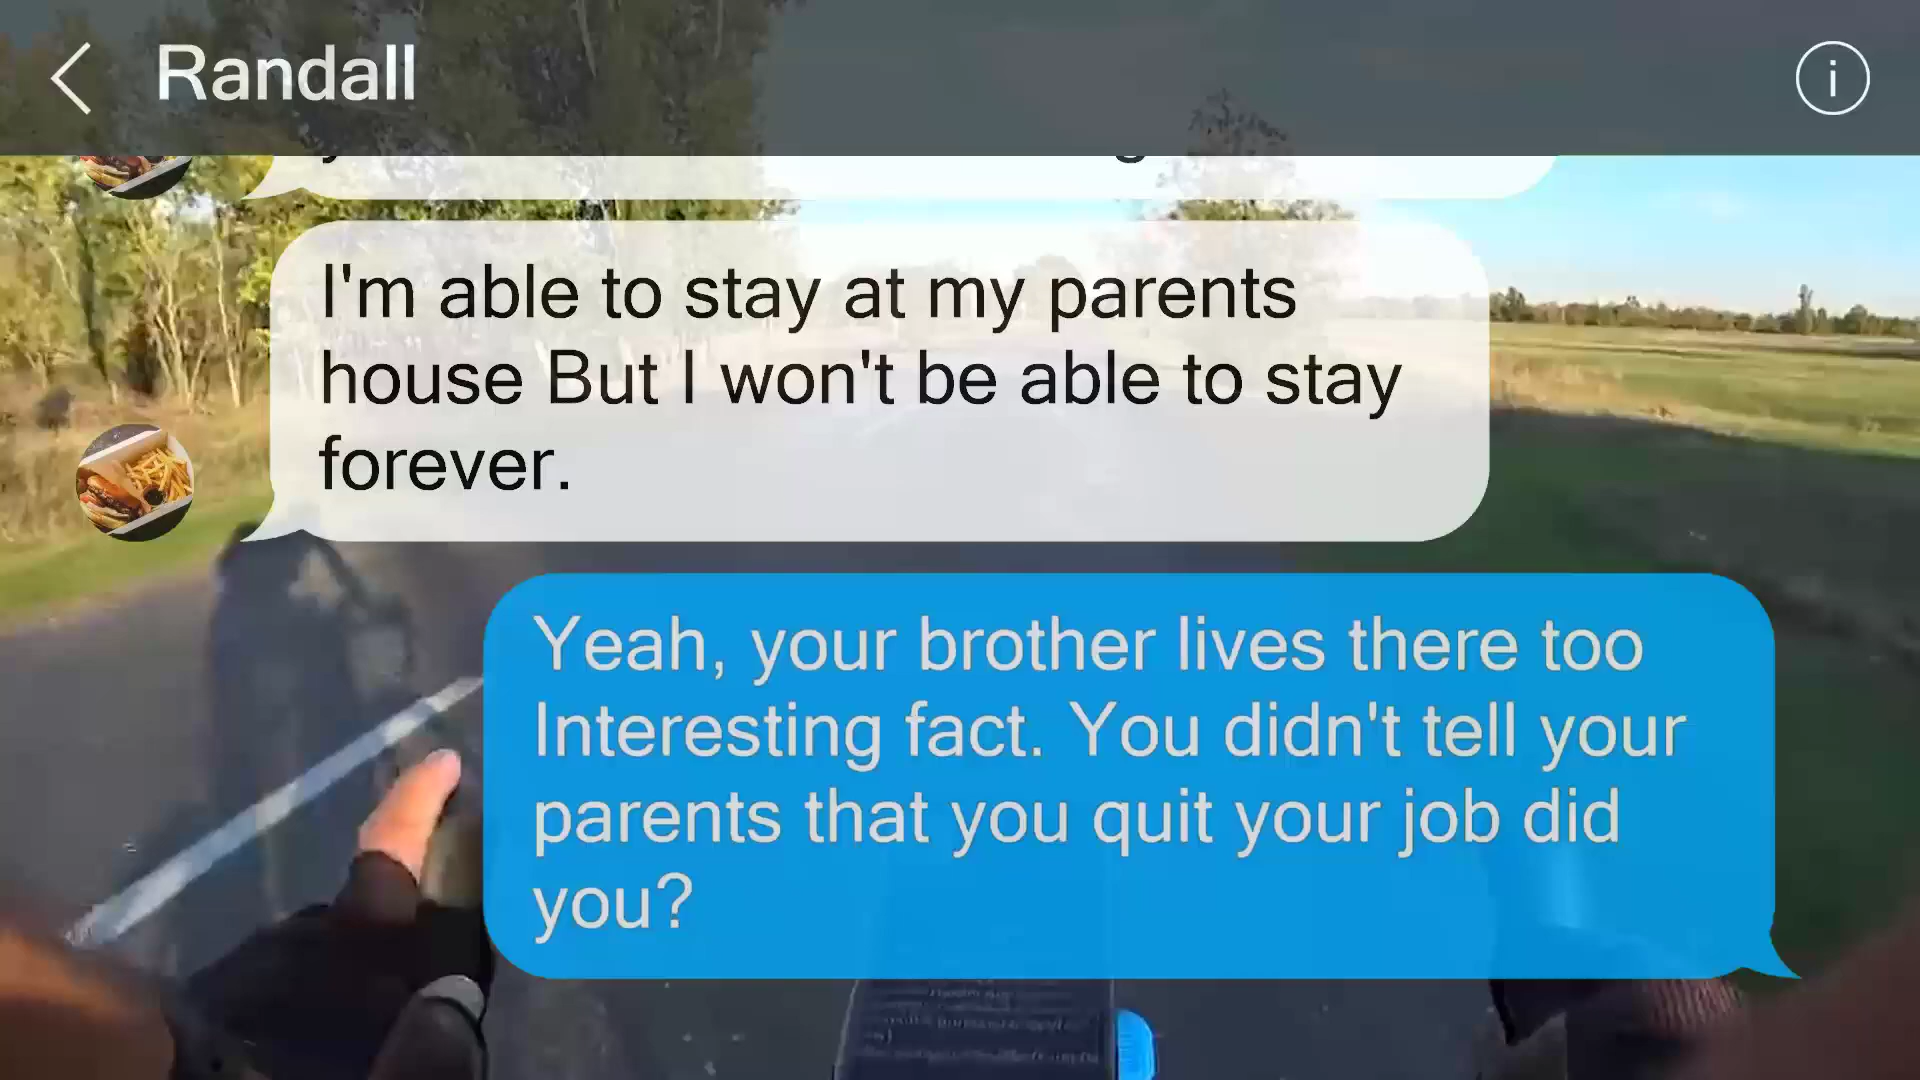 Randall
I'm able to stay at my parents
house But I won't be able to stay
forever.
Yeah, your brother lives there too
Interesting fact. You didn't tell your
parents that you quit your job did
you?